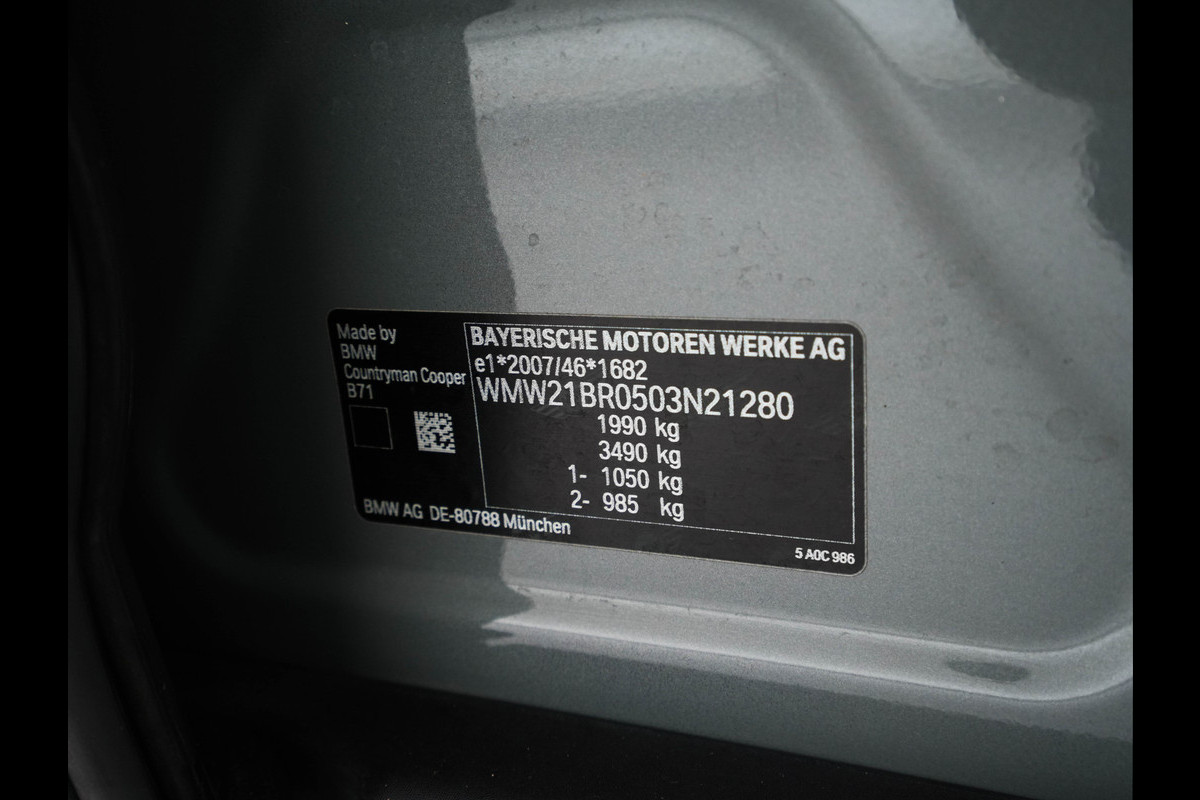 Made by
BMW
Countryman Cooper
B71
BAYERISCHE MOTOREN WERKE AG
e1*2007/46*1682
WMW21BR0503N21280
1990 kg
3490 kg
1- 1050 kg
2- 985 kg
BMW AG DE-80788 München
5 A0C 986